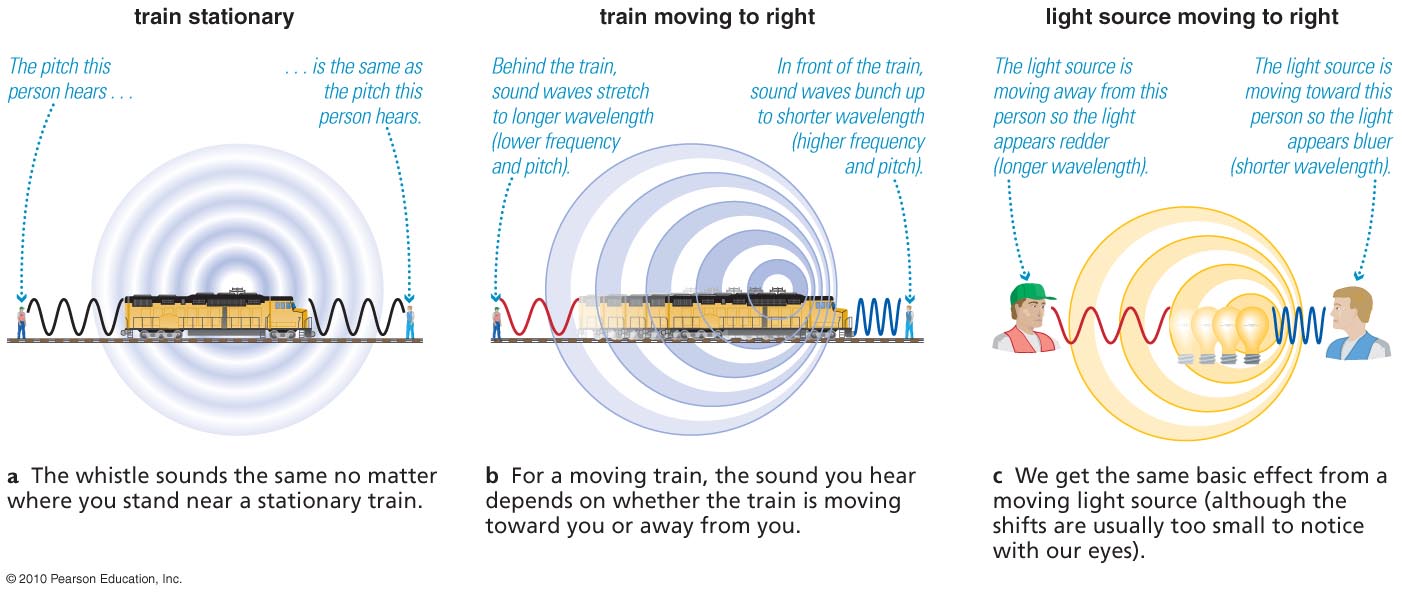 train stationary
The pitch this
person hears . . .
. . . is the same as
the pitch this
person hears.
a The whistle sounds the same no matter
where you stand near a stationary train.
train moving to right
Behind the train,
sound waves stretch
to longer wavelength
(lower frequency
and pitch).
In front of the train,
sound waves bunch up
to shorter wavelength
(higher frequency
and pitch).
b For a moving train, the sound you hear
depends on whether the train is moving
toward you or away from you.
light source moving to right
The light source is
moving away from this
person so the light
appears redder
(longer wavelength).
The light source is
moving toward this
person so the light
appears bluer
(shorter wavelength).
c We get the same basic effect from a
moving light source (although the
shifts are usually too small to notice
with our eyes).
© 2010 Pearson Education, Inc.